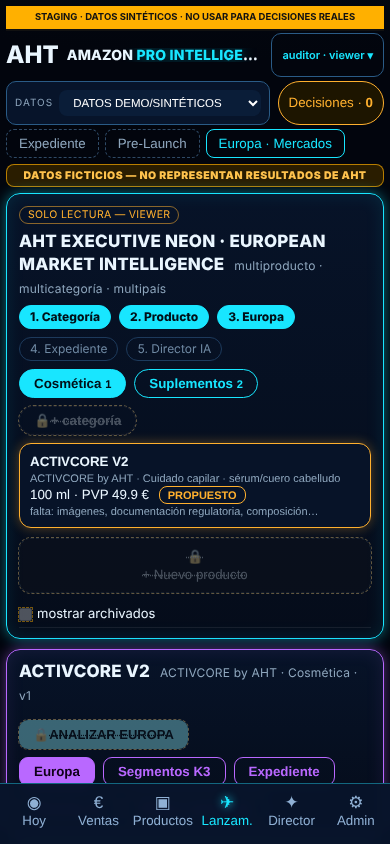 STAGING · DATOS SINTÉTICOS · NO USAR PARA DECISIONES REALES
AHT AMAZON PRO INTELLIGE... auditor · viewer ▾
DATOS DATOS DEMO/SINTÉTICOS Decisiones · 0
Expediente Pre-Launch Europa · Mercados
DATOS FICTICIOS — NO REPRESENTAN RESULTADOS DE AHT
SOLO LECTURA — VIEWER
AHT EXECUTIVE NEON · EUROPEAN
MARKET INTELLIGENCE multiproducto ·
multicategoría · multipaís
1. Categoría 2. Producto 3. Europa
4. Expediente 5. Director IA
Cosmética 1 Suplementos 2
+ categoría
ACTIVCORE V2
ACTIVCORE by AHT · Cuidado capilar · sérum/cuero cabelludo
100 ml · PVP 49.9 € PROPUESTO
falta: imágenes, documentación regulatoria, composición…
+ Nuevo producto
mostrar archivados
ACTIVCORE V2 ACTIVCORE by AHT · Cosmética ·
v1
ANALIZAR EUROPA
Europa Segmentos K3 Expediente
Hoy Ventas Productos Lanzam. Director Admin